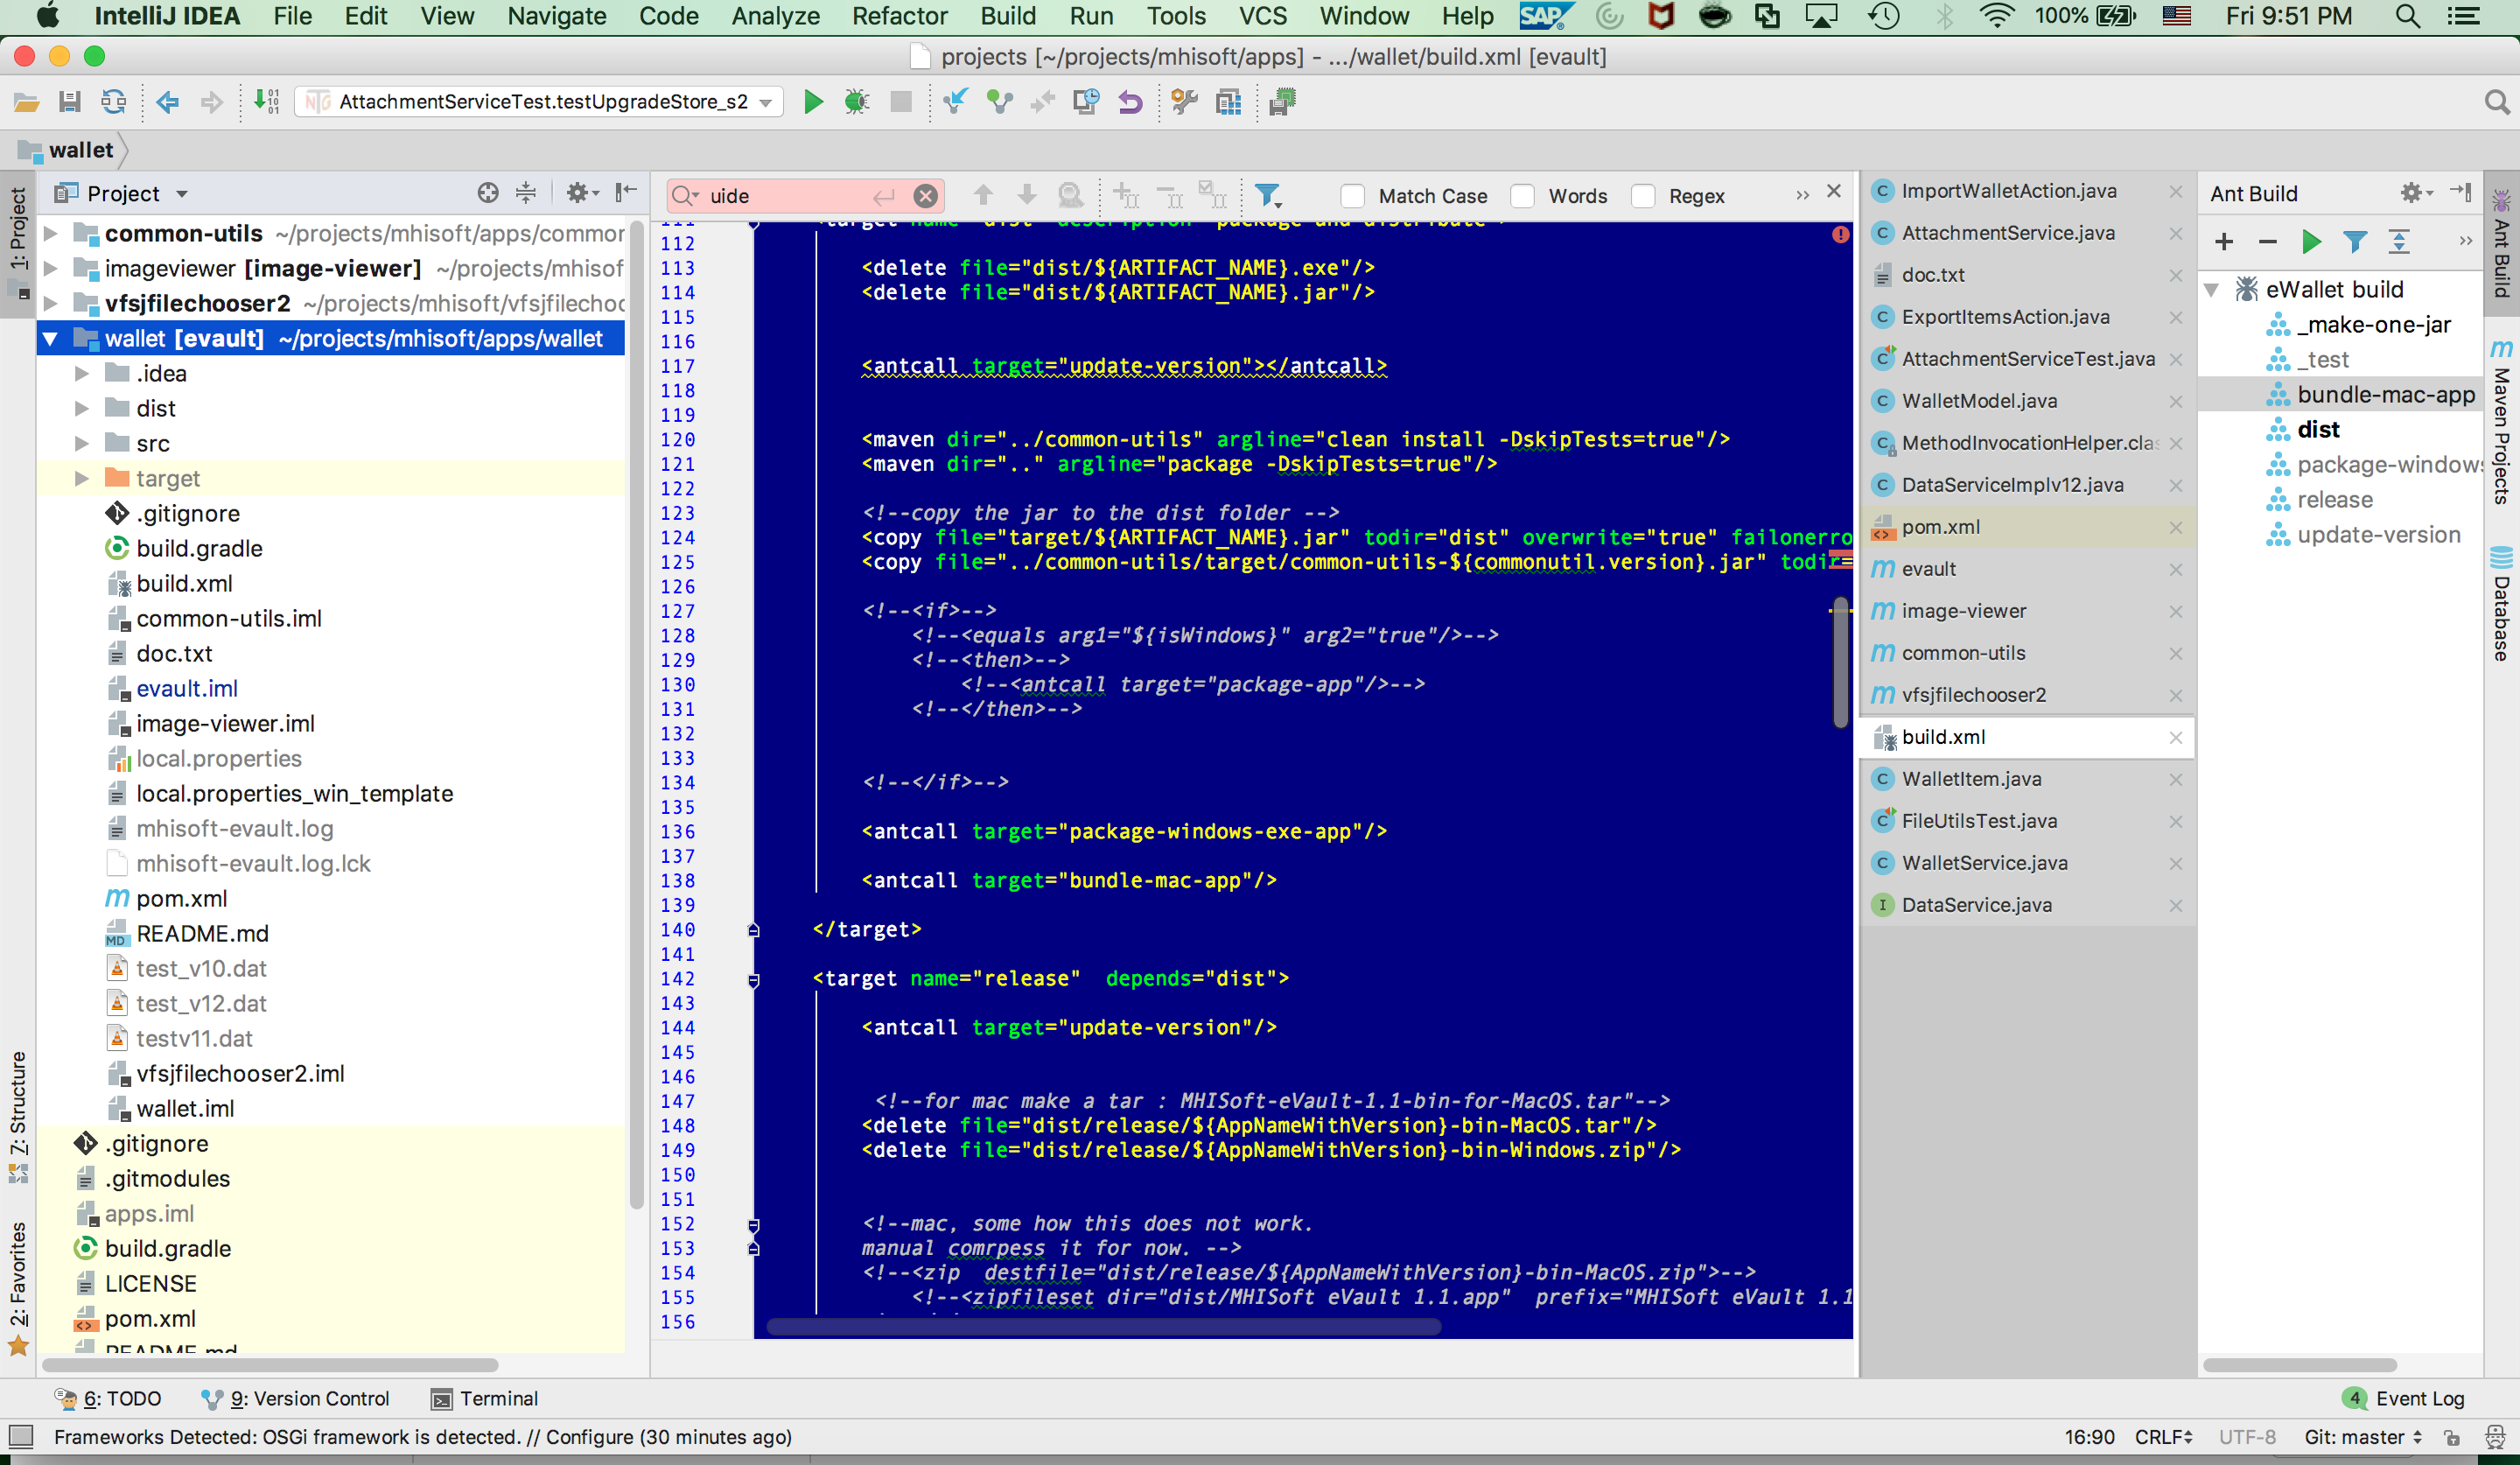 IntelliJ IDEA File Edit View Navigate Code Analyze Refactor Build Run Tools VCS Window Help SAP 100% Fri 9:51 PM
projects [~/projects/mhisoft/apps] - .../wallet/build.xml [evault]
AttachmentServiceTest.testUpgradeStore_s2
wallet
1: Project
7: Structure
2: Favorites
Project
common-utils ~/projects/mhisoft/apps/common
imageviewer [image-viewer] ~/projects/mhisof
vfsjfilechooser2 ~/projects/mhisoft/vfsjfilechoo
wallet [evault] ~/projects/mhisoft/apps/wallet
.idea
dist
src
target
.gitignore
build.gradle
build.xml
common-utils.iml
doc.txt
evault.iml
image-viewer.iml
local.properties
local.properties_win_template
mhisoft-evault.log
mhisoft-evault.log.lck
pom.xml
README.md
test_v10.dat
test_v12.dat
testv11.dat
vfsjfilechooser2.iml
wallet.iml
.gitignore
.gitmodules
apps.iml
build.gradle
LICENSE
pom.xml
README.md
uide Match Case Words Regex
111 <target name="dist" description="package and distribute">
112
113 <delete file="dist/${ARTIFACT_NAME}.exe"/>
114 <delete file="dist/${ARTIFACT_NAME}.jar"/>
115
116
117 <antcall target="update-version"></antcall>
118
119
120 <maven dir="../common-utils" argline="clean install -DskipTests=true"/>
121 <maven dir=".." argline="package -DskipTests=true"/>
122
123 <!--copy the jar to the dist folder -->
124 <copy file="target/${ARTIFACT_NAME}.jar" todir="dist" overwrite="true" failonerro
125 <copy file="../common-utils/target/common-utils-${commonutil.version}.jar" todir=
126
127 <!--<if>-->
128 <!--<equals arg1="${isWindows}" arg2="true"/>-->
129 <!--<then>-->
130 <!--<antcall target="package-app"/>-->
131 <!--</then>-->
132
133
134 <!--</if>-->
135
136 <antcall target="package-windows-exe-app"/>
137
138 <antcall target="bundle-mac-app"/>
139
140 </target>
141
142 <target name="release"  depends="dist">
143
144 <antcall target="update-version"/>
145
146
147 <!--for mac make a tar : MHISoft-eVault-1.1-bin-for-MacOS.tar"-->
148 <delete file="dist/release/${AppNameWithVersion}-bin-MacOS.tar"/>
149 <delete file="dist/release/${AppNameWithVersion}-bin-Windows.zip"/>
150
151
152 <!--mac, some how this does not work.
153 manual comrpess it for now. -->
154 <!--<zip  destfile="dist/release/${AppNameWithVersion}-bin-MacOS.zip">-->
155 <!--<zipfileset dir="dist/MHISoft eVault 1.1.app"  prefix="MHISoft eVault 1.1
156
ImportWalletAction.java
AttachmentService.java
doc.txt
ExportItemsAction.java
AttachmentServiceTest.java
WalletModel.java
MethodInvocationHelper.clas
DataServiceImplv12.java
pom.xml
evault
image-viewer
common-utils
vfsjfilechooser2
build.xml
WalletItem.java
FileUtilsTest.java
WalletService.java
DataService.java
Ant Build
eWallet build
_make-one-jar
_test
bundle-mac-app
dist
package-windows
release
update-version
Ant Build
Maven Projects
Database
6: TODO 9: Version Control Terminal 4 Event Log
Frameworks Detected: OSGi framework is detected. // Configure (30 minutes ago) 16:90 CRLF UTF-8 Git: master